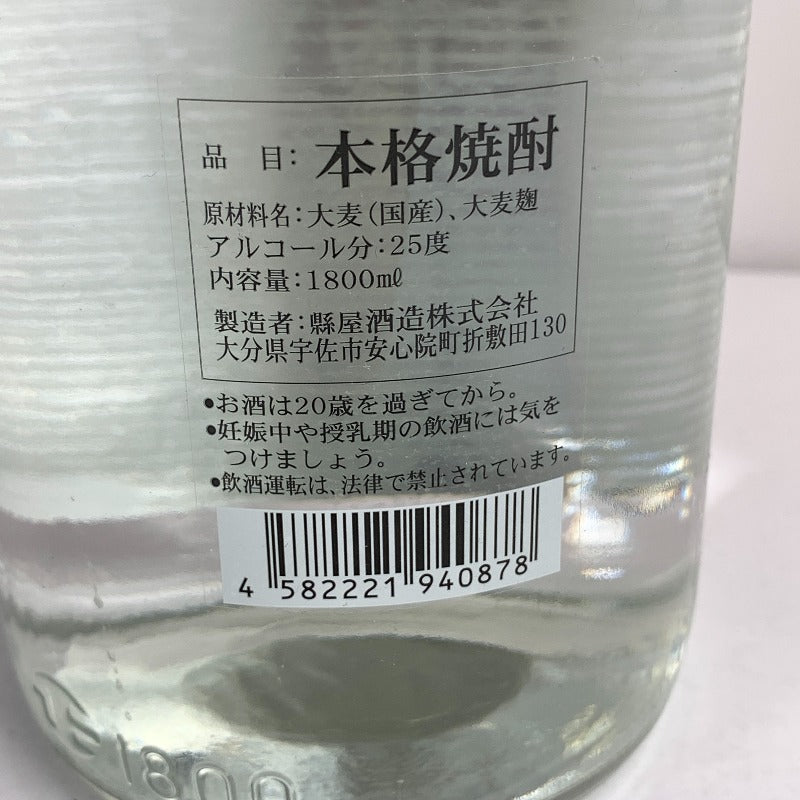 品 目：本格焼酎
原材料名：大麦（国産）、大麦麹
アルコール分：25度
内容量：1800mℓ
製造者：縣屋酒造株式会社
大分県宇佐市安心院町折敷田130
•お酒は20歳を過ぎてから。
•妊娠中や授乳期の飲酒には気を
つけましょう。
•飲酒運転は、法律で禁止されています。
4 582221 940878
1800